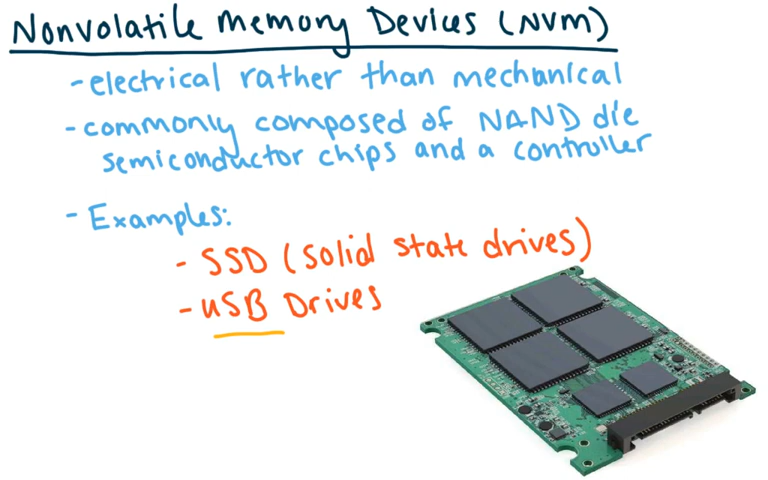 Nonvolatile Memory Devices (NVM)
- electrical rather than mechanical
- commonly composed of NAND die
semiconductor chips and a controller
- Examples:
- SSD (solid state drives)
- USB Drives